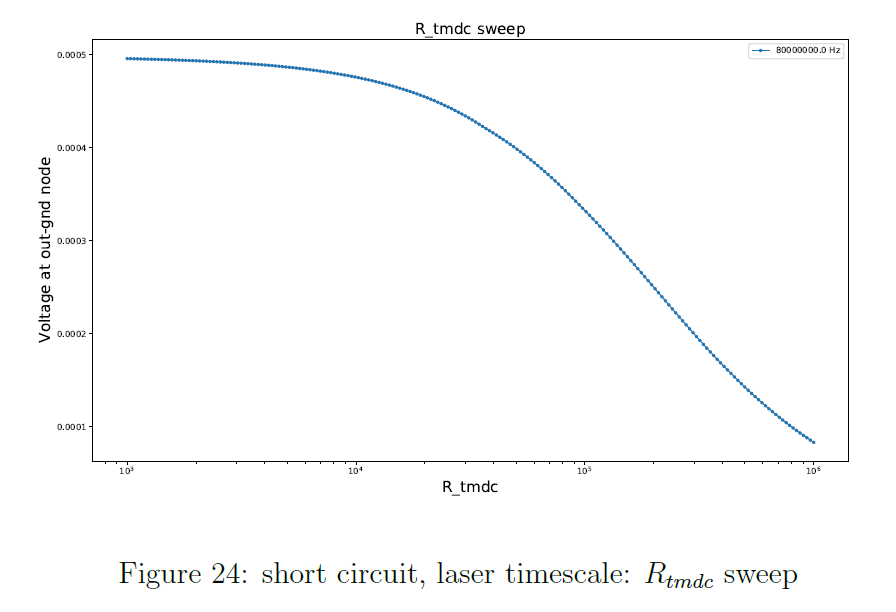 R_tmdc sweep
80000000.0 Hz
Voltage at out-gnd node
0.0005
0.0004
0.0003
0.0002
0.0001
10³ 10⁴ 10⁵ 10⁶
R_tmdc
Figure 24: short circuit, laser timescale: R_tmdc sweep